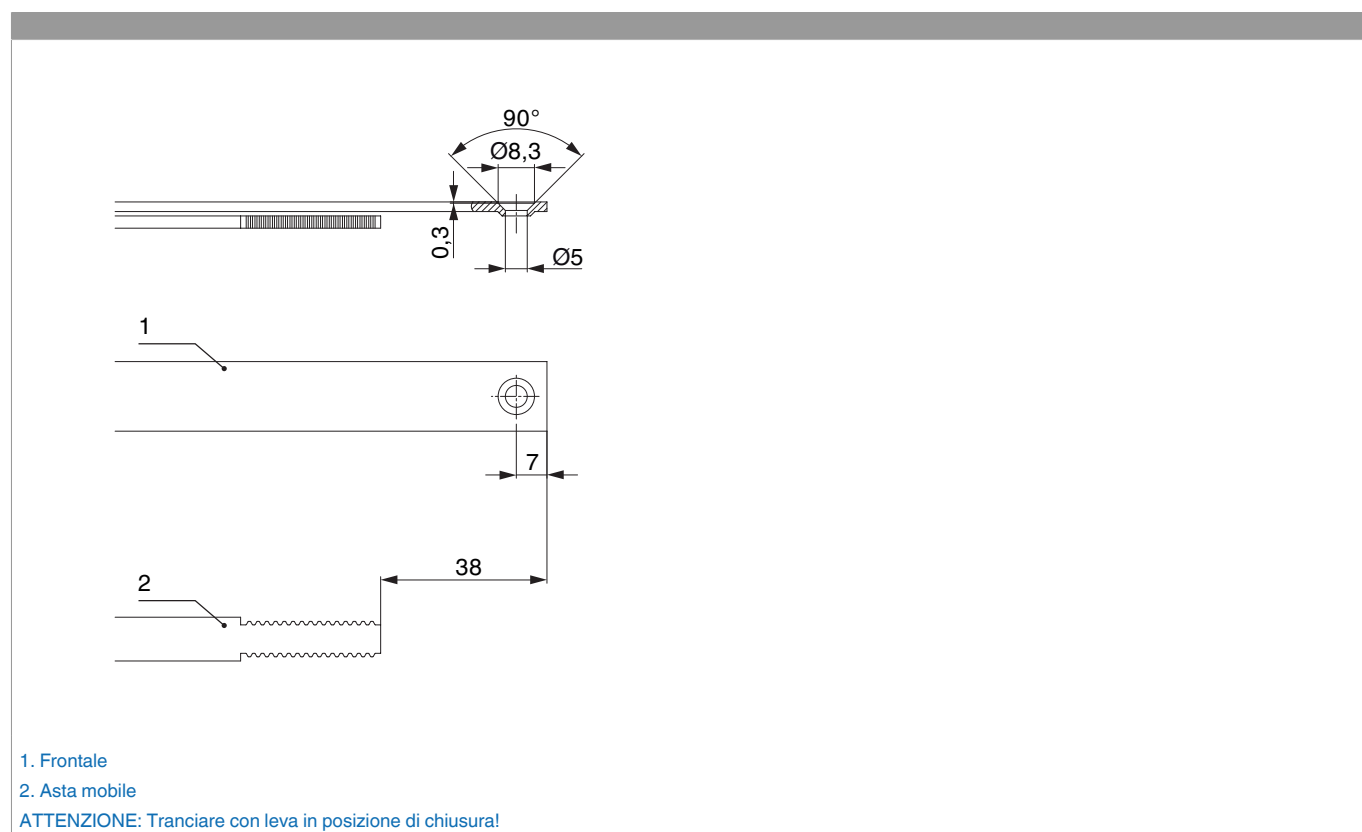 90°
Ø8,3
0,3
Ø5
1
7
38
2
1. Frontale
2. Asta mobile
ATTENZIONE: Tranciare con leva in posizione di chiusura!